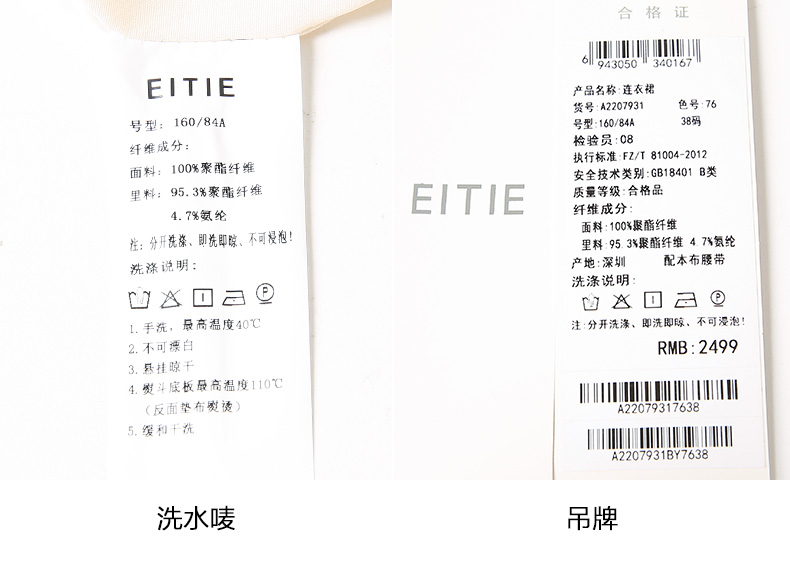 EITIE
号型: 160/84A
纤维成分:
面料: 100%聚酯纤维
里料: 95.3%聚酯纤维
4.7%氨纶
注: 分开洗涤、即洗即晾、不可浸泡!
洗涤说明:
P
1. 手洗, 最高温度40℃
2. 不可漂白
3. 悬挂晾干
4. 熨斗底板最高温度110℃
(反面垫布熨烫)
5. 缓和干洗
洗水唛
EITIE
合格证
6 943050 340167
产品名称: 连衣裙
货号: A2207931 色号: 76
号型: 160/84A 38码
检验员: 08
执行标准: FZ/T 81004-2012
安全技术类别: GB18401 B类
质量等级: 合格品
纤维成分:
面料: 100%聚酯纤维
里料: 95.3%聚酯纤维 4.7%氨纶
产地: 深圳 配本布腰带
洗涤说明:
P
注: 分开洗涤、即洗即晾、不可浸泡!
RMB: 2499
A22079317638
A2207931BY7638
吊牌